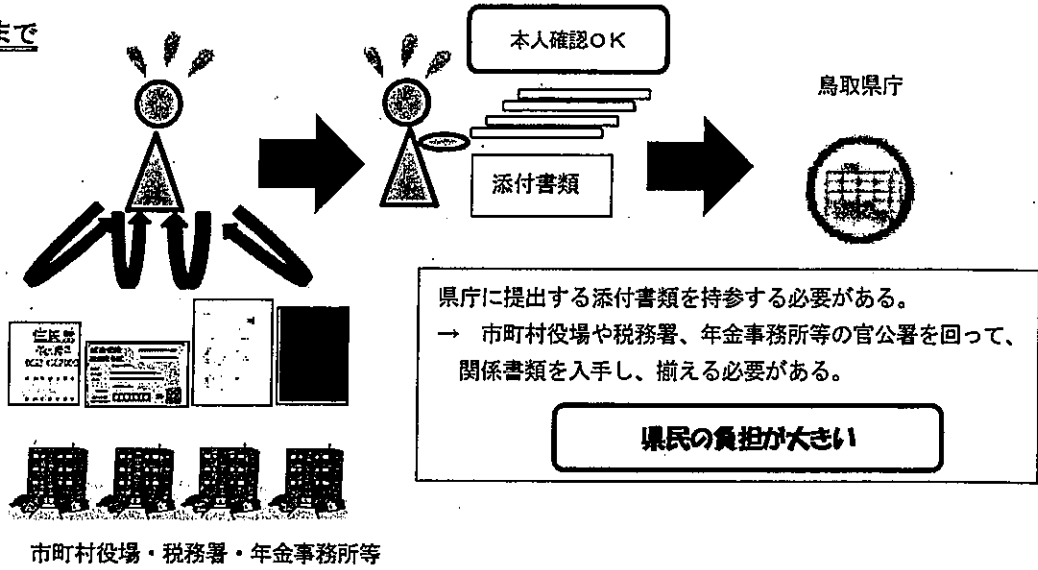 まで
本人確認OK
鳥取県庁
添付書類
県庁に提出する添付書類を持参する必要がある。
→ 市町村役場や税務署、年金事務所等の官公署を回って、
関係書類を入手し、揃える必要がある。
県民の負担が大きい
住民票
市町村役場・税務署・年金事務所等